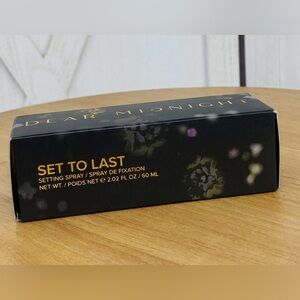 DEAR MIDNIGHT
SET TO LAST
SETTING SPRAY / SPRAY DE FIXATION
NET WT. / POIDS NET ℮ 2.02 FL OZ / 60 ML